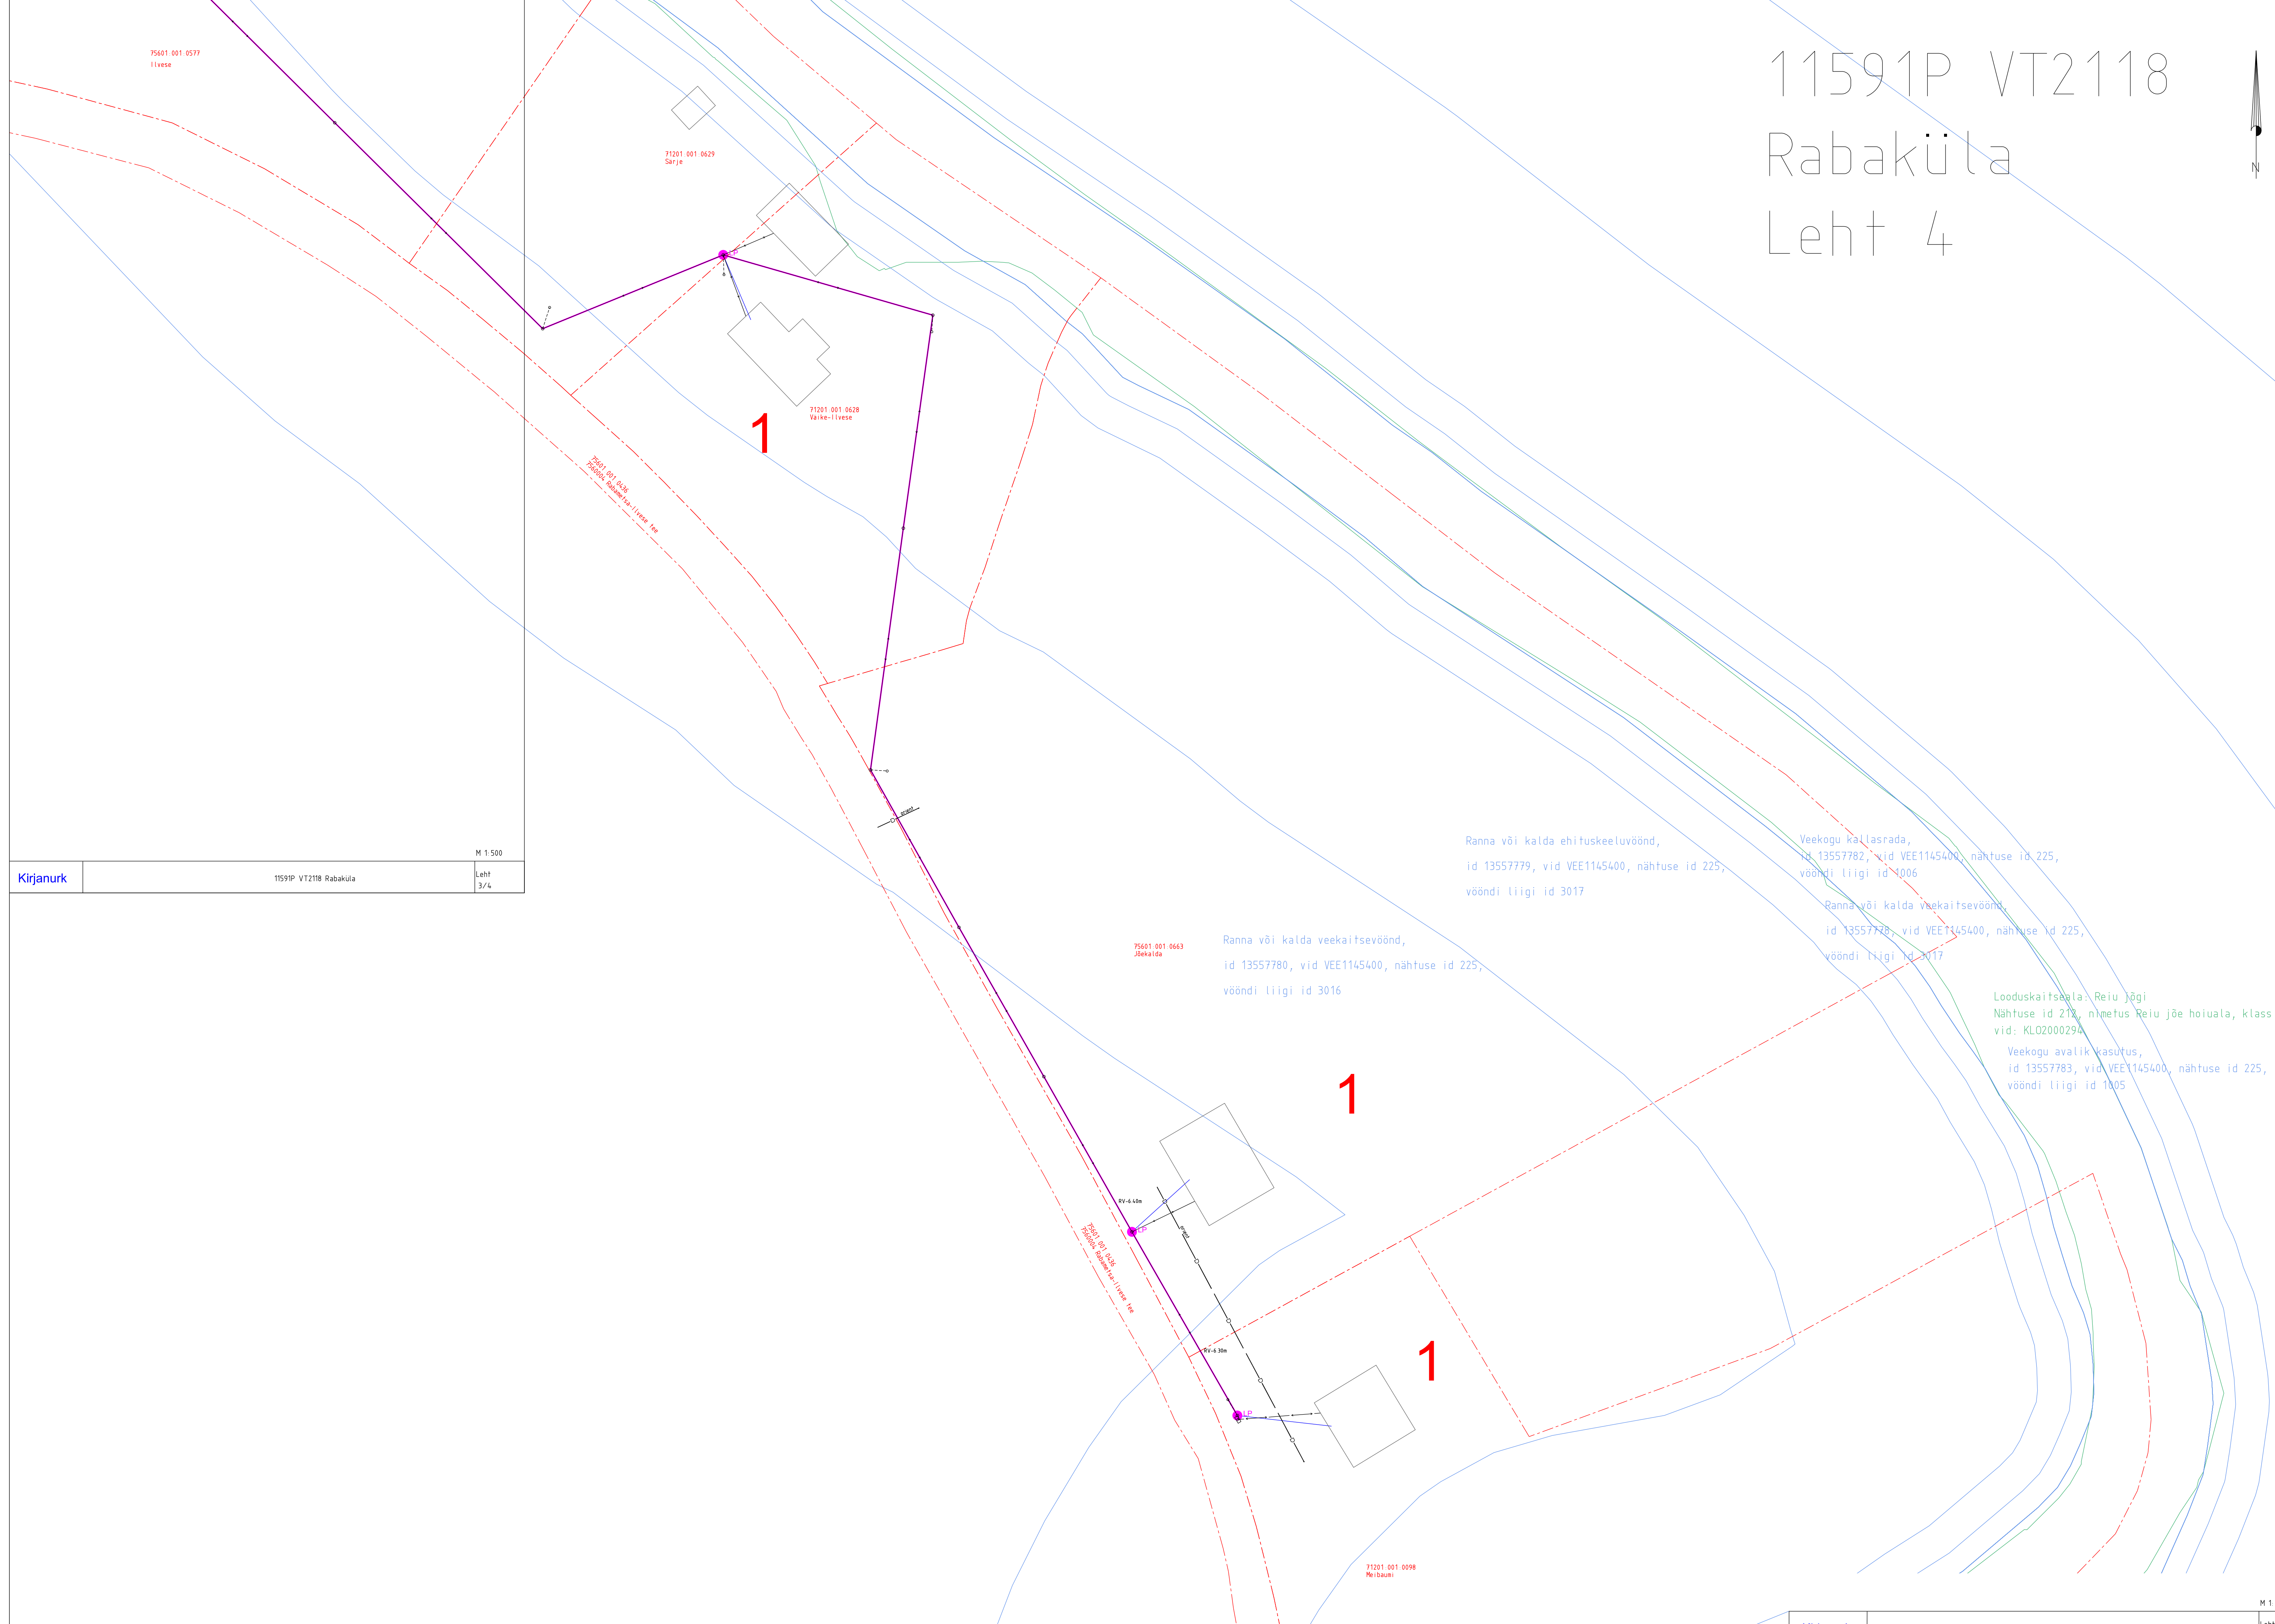 11591P VT2118
Rabaküla
Leht 4
N
75601:001:0577
Ilvese
71201:001:0629
Sarje
LP
71201:001:0628
Väike-Ilvese
1
75601:001:0436
7560004 Rabametsa-Ilvese tee
M 1:500
Kirjanurk
11591P VT2118 Rabaküla
Leht
3/4
Ranna või kalda ehituskeeluvöönd,
id 13557779, vid VEE1145400, nähtuse id 225,
vööndi liigi id 3017
Veekogu kallasrada,
id 13557782, vid VEE1145400, nähtuse id 225,
vööndi liigi id 1006
Ranna või kalda veekaitsevöönd,
id 13557778, vid VEE1145400, nähtuse id 225,
vööndi liigi id 3017
75601:001:0663
Jõekalda
Ranna või kalda veekaitsevöönd,
id 13557780, vid VEE1145400, nähtuse id 225,
vööndi liigi id 3016
Looduskaitseala: Reiu jõgi
Nähtuse id 212, nimetus Reiu jõe hoiuala, klass
vid: KLO2000294
Veekogu avalik kasutus,
id 13557783, vid VEE1145400, nähtuse id 225,
vööndi liigi id 1005
1
RV-6.40m
LP
75601:001:0436
7560004 Rabametsa-Ilvese tee
RV-6.30m
1
LP
71201:001:0098
Meibaumi
M 1: